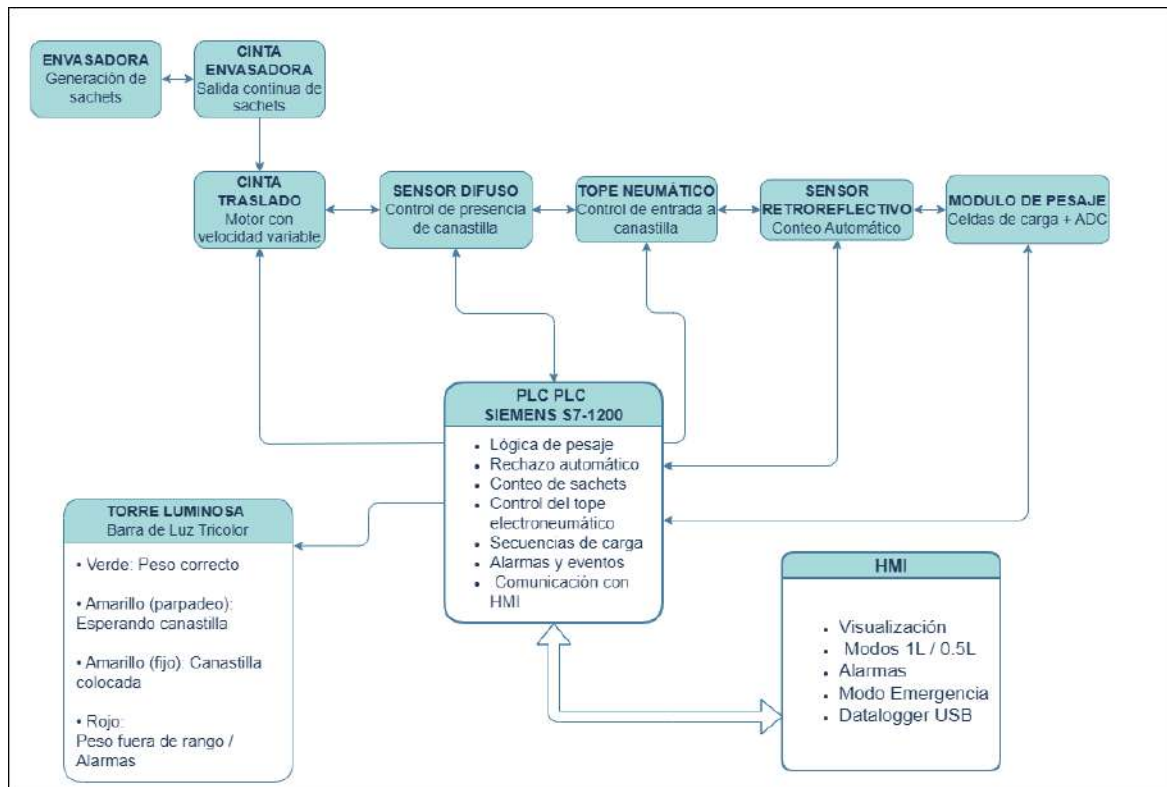 ENVASADORA
Generación de
sachets
CINTA
ENVASADORA
Salida continua de
sachets
CINTA
TRASLADO
Motor con
velocidad variable
SENSOR DIFUSO
Control de presencia
de canastilla
TOPE NEUMÁTICO
Control de entrada a
canastilla
SENSOR
RETROREFLECTIVO
Conteo Automático
MODULO DE PESAJE
Celdas de carga + ADC
PLC PLC
SIEMENS S7-1200
• Lógica de pesaje
• Rechazo automático
• Conteo de sachets
• Control del tope
electroneumático
• Secuencias de carga
• Alarmas y eventos
• Comunicación con
HMI
TORRE LUMINOSA
Barra de Luz Tricolor
• Verde: Peso correcto
• Amarillo (parpadeo):
Esperando canastilla
• Amarillo (fijo): Canastilla
colocada
• Rojo:
Peso fuera de rango /
Alarmas
HMI
• Visualización
• Modos 1L / 0.5L
• Alarmas
• Modo Emergencia
• Datalogger USB